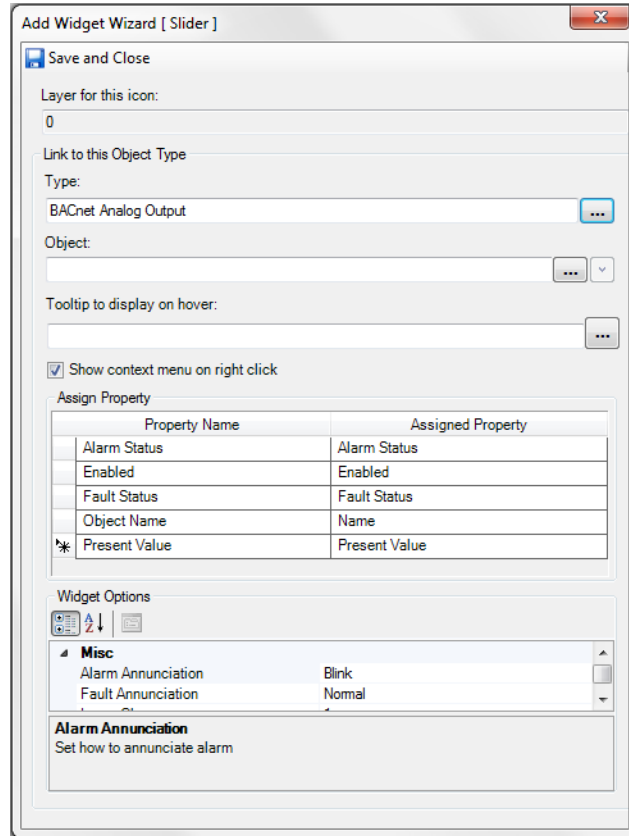 Add Widget Wizard [ Slider ]
Save and Close
Layer for this icon:
0
Link to this Object Type
Type:
BACnet Analog Output
...
Object:
...
Tooltip to display on hover:
...
Show context menu on right click
Assign Property
Property Name Assigned Property
Alarm Status Alarm Status
Enabled Enabled
Fault Status Fault Status
Object Name Name
Present Value Present Value
Widget Options
Misc
Alarm Annunciation Blink
Fault Annunciation Normal
Alarm Annunciation
Set how to annunciate alarm